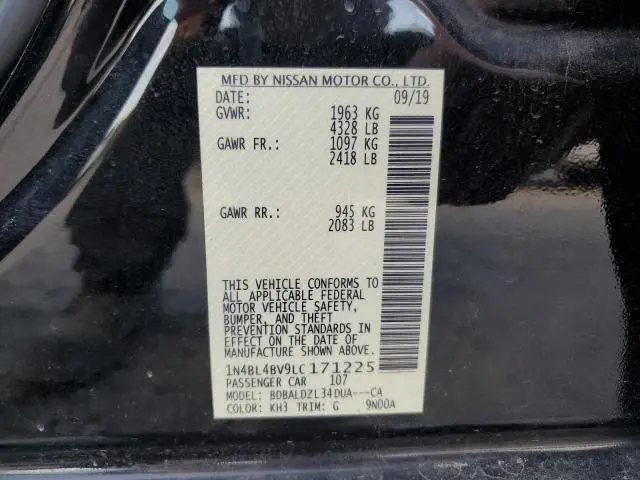 MFD BY NISSAN MOTOR CO., LTD.
DATE: 09/19
GVWR: 1963 KG
4328 LB
GAWR FR.: 1097 KG
2418 LB
GAWR RR.: 945 KG
2083 LB
THIS VEHICLE CONFORMS TO
ALL APPLICABLE FEDERAL
MOTOR VEHICLE SAFETY,
BUMPER, AND THEFT
PREVENTION STANDARDS IN
EFFECT ON THE DATE OF
MANUFACTURE SHOWN ABOVE.
1N4BL4BV9LC171225
PASSENGER CAR 107
MODEL: BDBALDZL34DUA---CA
COLOR: KH3 TRIM: G 9N00A